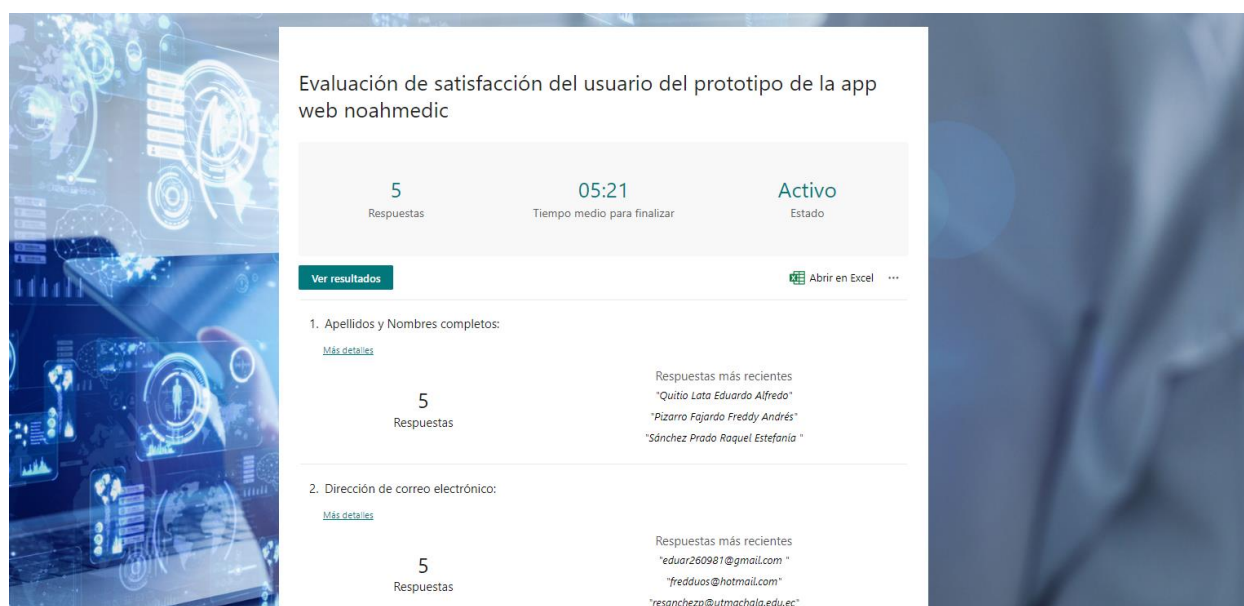 Evaluación de satisfacción del usuario del prototipo de la app
web noahmedic
5
Respuestas
05:21
Tiempo medio para finalizar
Activo
Estado
Ver resultados
Abrir en Excel
1. Apellidos y Nombres completos:
Más detalles
5
Respuestas
Respuestas más recientes
"Quitio Lata Eduardo Alfredo"
"Pizarro Fajardo Freddy Andrés"
"Sánchez Prado Raquel Estefanía "
2. Dirección de correo electrónico:
Más detalles
5
Respuestas
Respuestas más recientes
"eduar260981@gmail.com "
"fredduos@hotmail.com"
"resanchezp@utmachala.edu.ec"